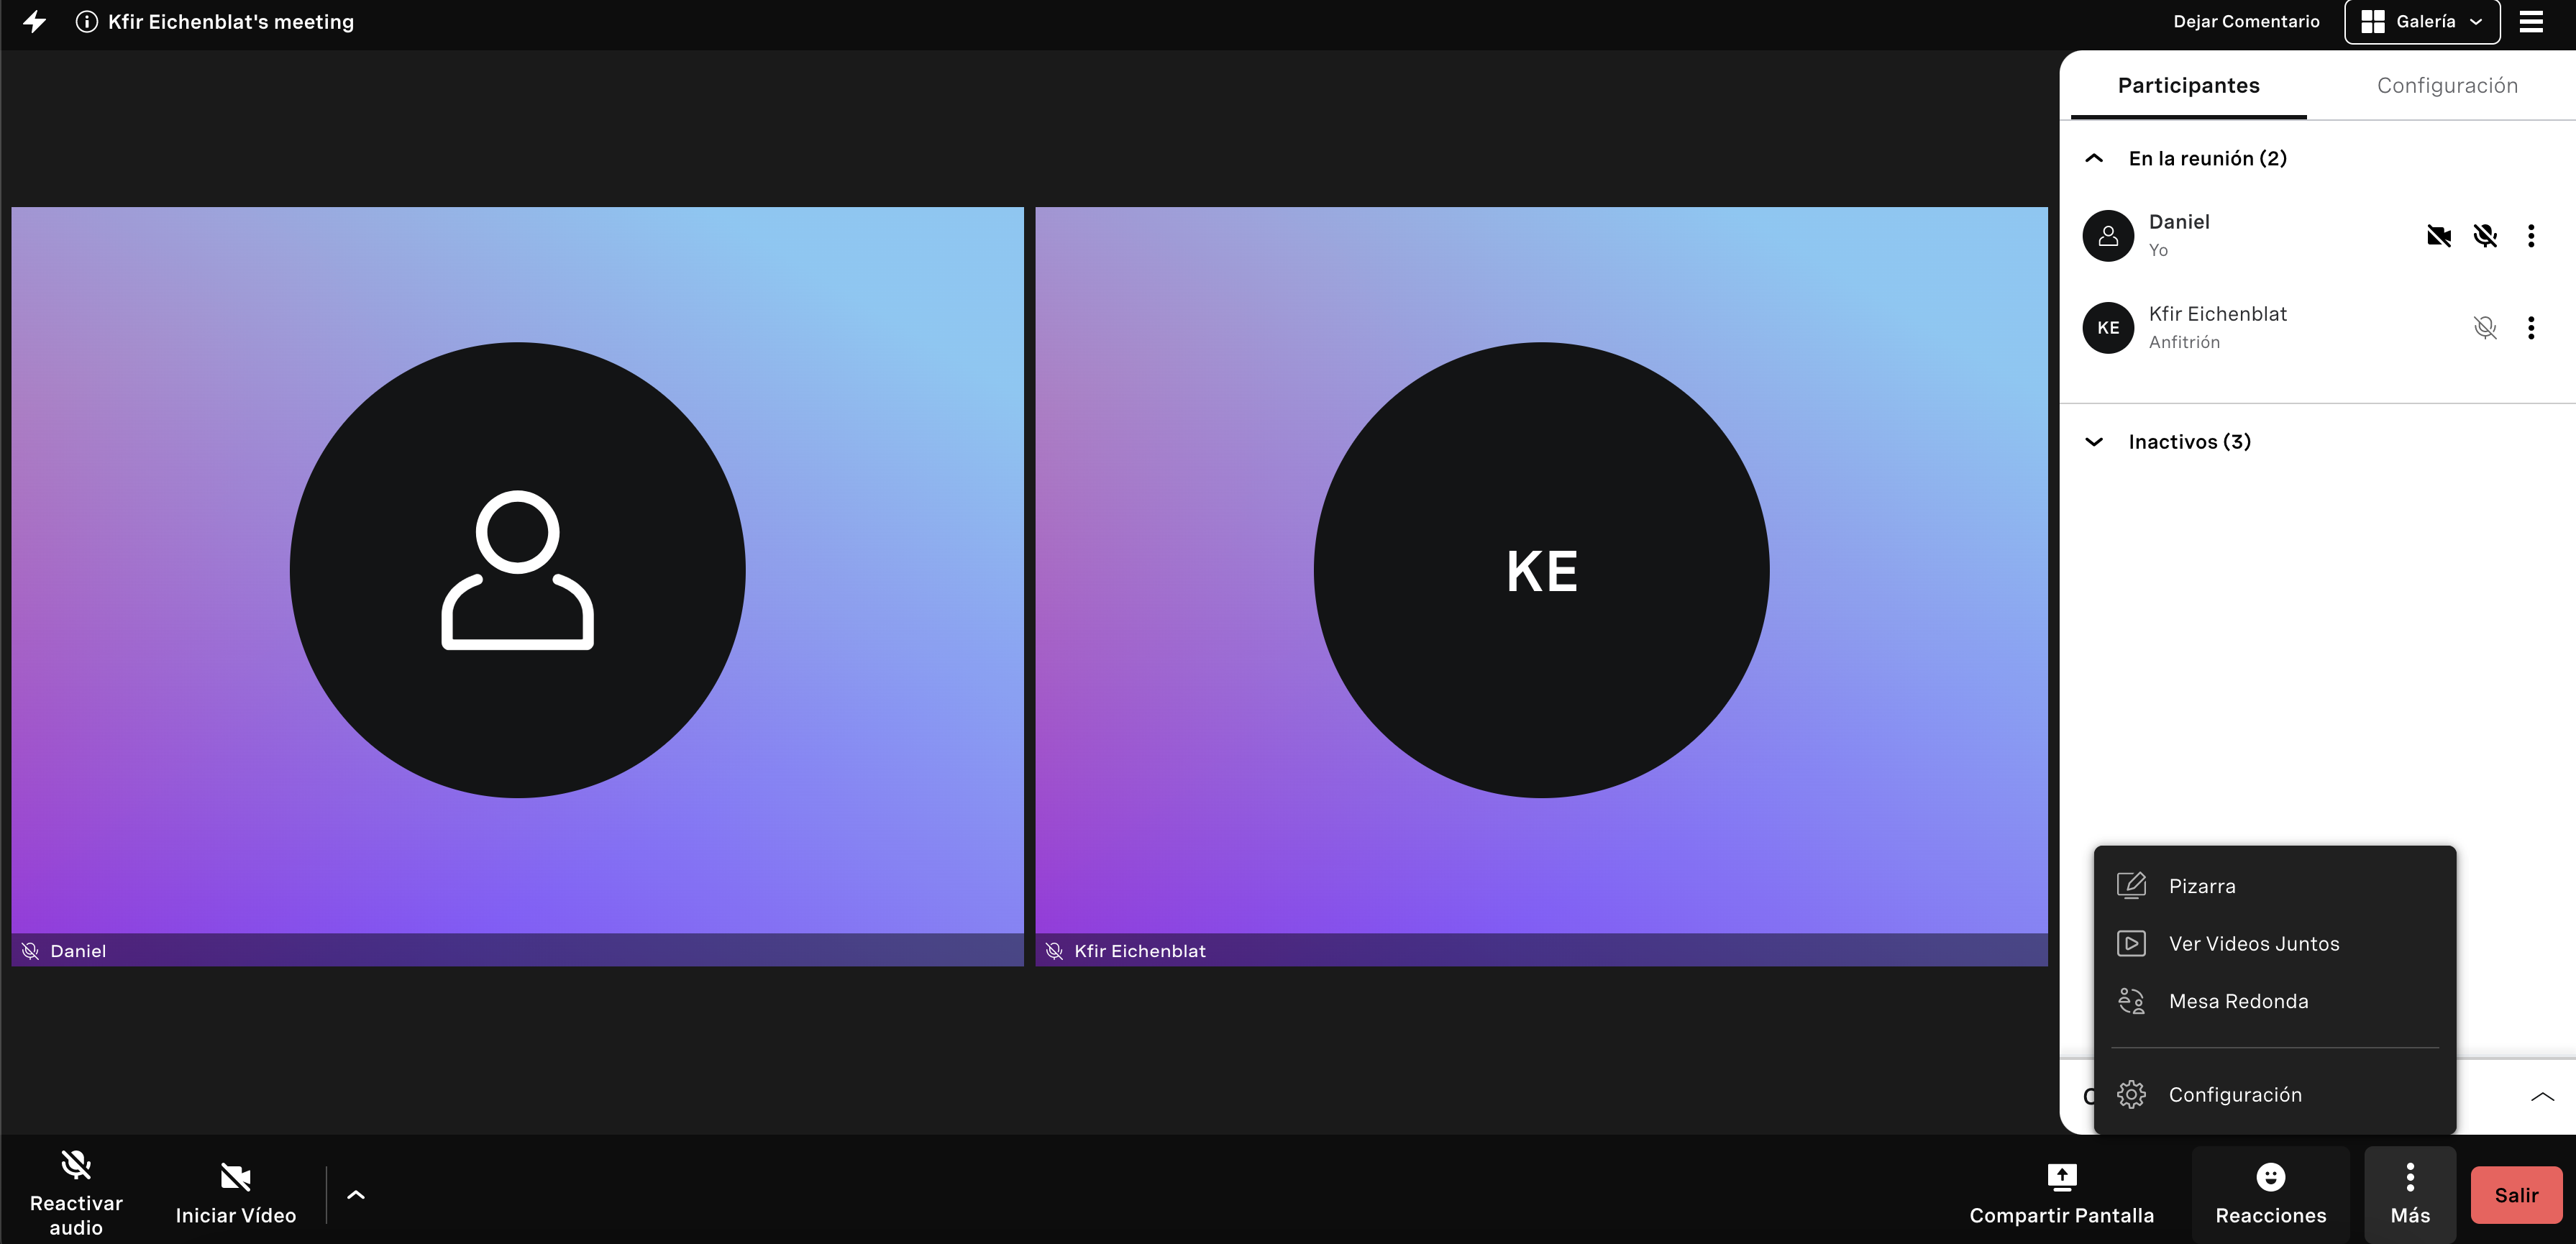 Kfir Eichenblat's meeting
Dejar Comentario
Galería
Participantes
Configuración
En la reunión (2)
Daniel
Yo
KE
Kfir Eichenblat
Anfitrión
Inactivos (3)
KE
Daniel
Kfir Eichenblat
Pizarra
Ver Videos Juntos
Mesa Redonda
Configuración
Reactivar
audio
Iniciar Vídeo
Compartir Pantalla
Reacciones
Más
Salir